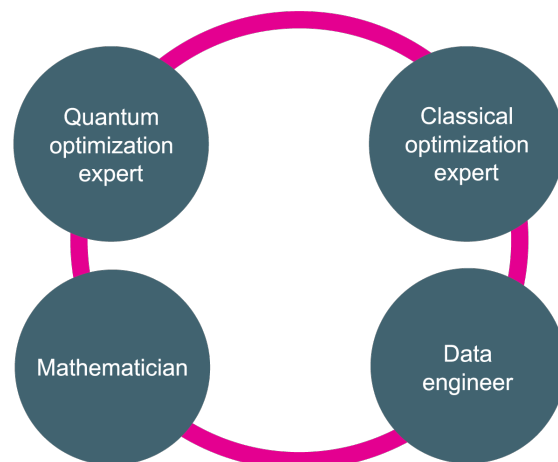 Quantum
optimization
expert
Classical
optimization
expert
Mathematician
Data
engineer